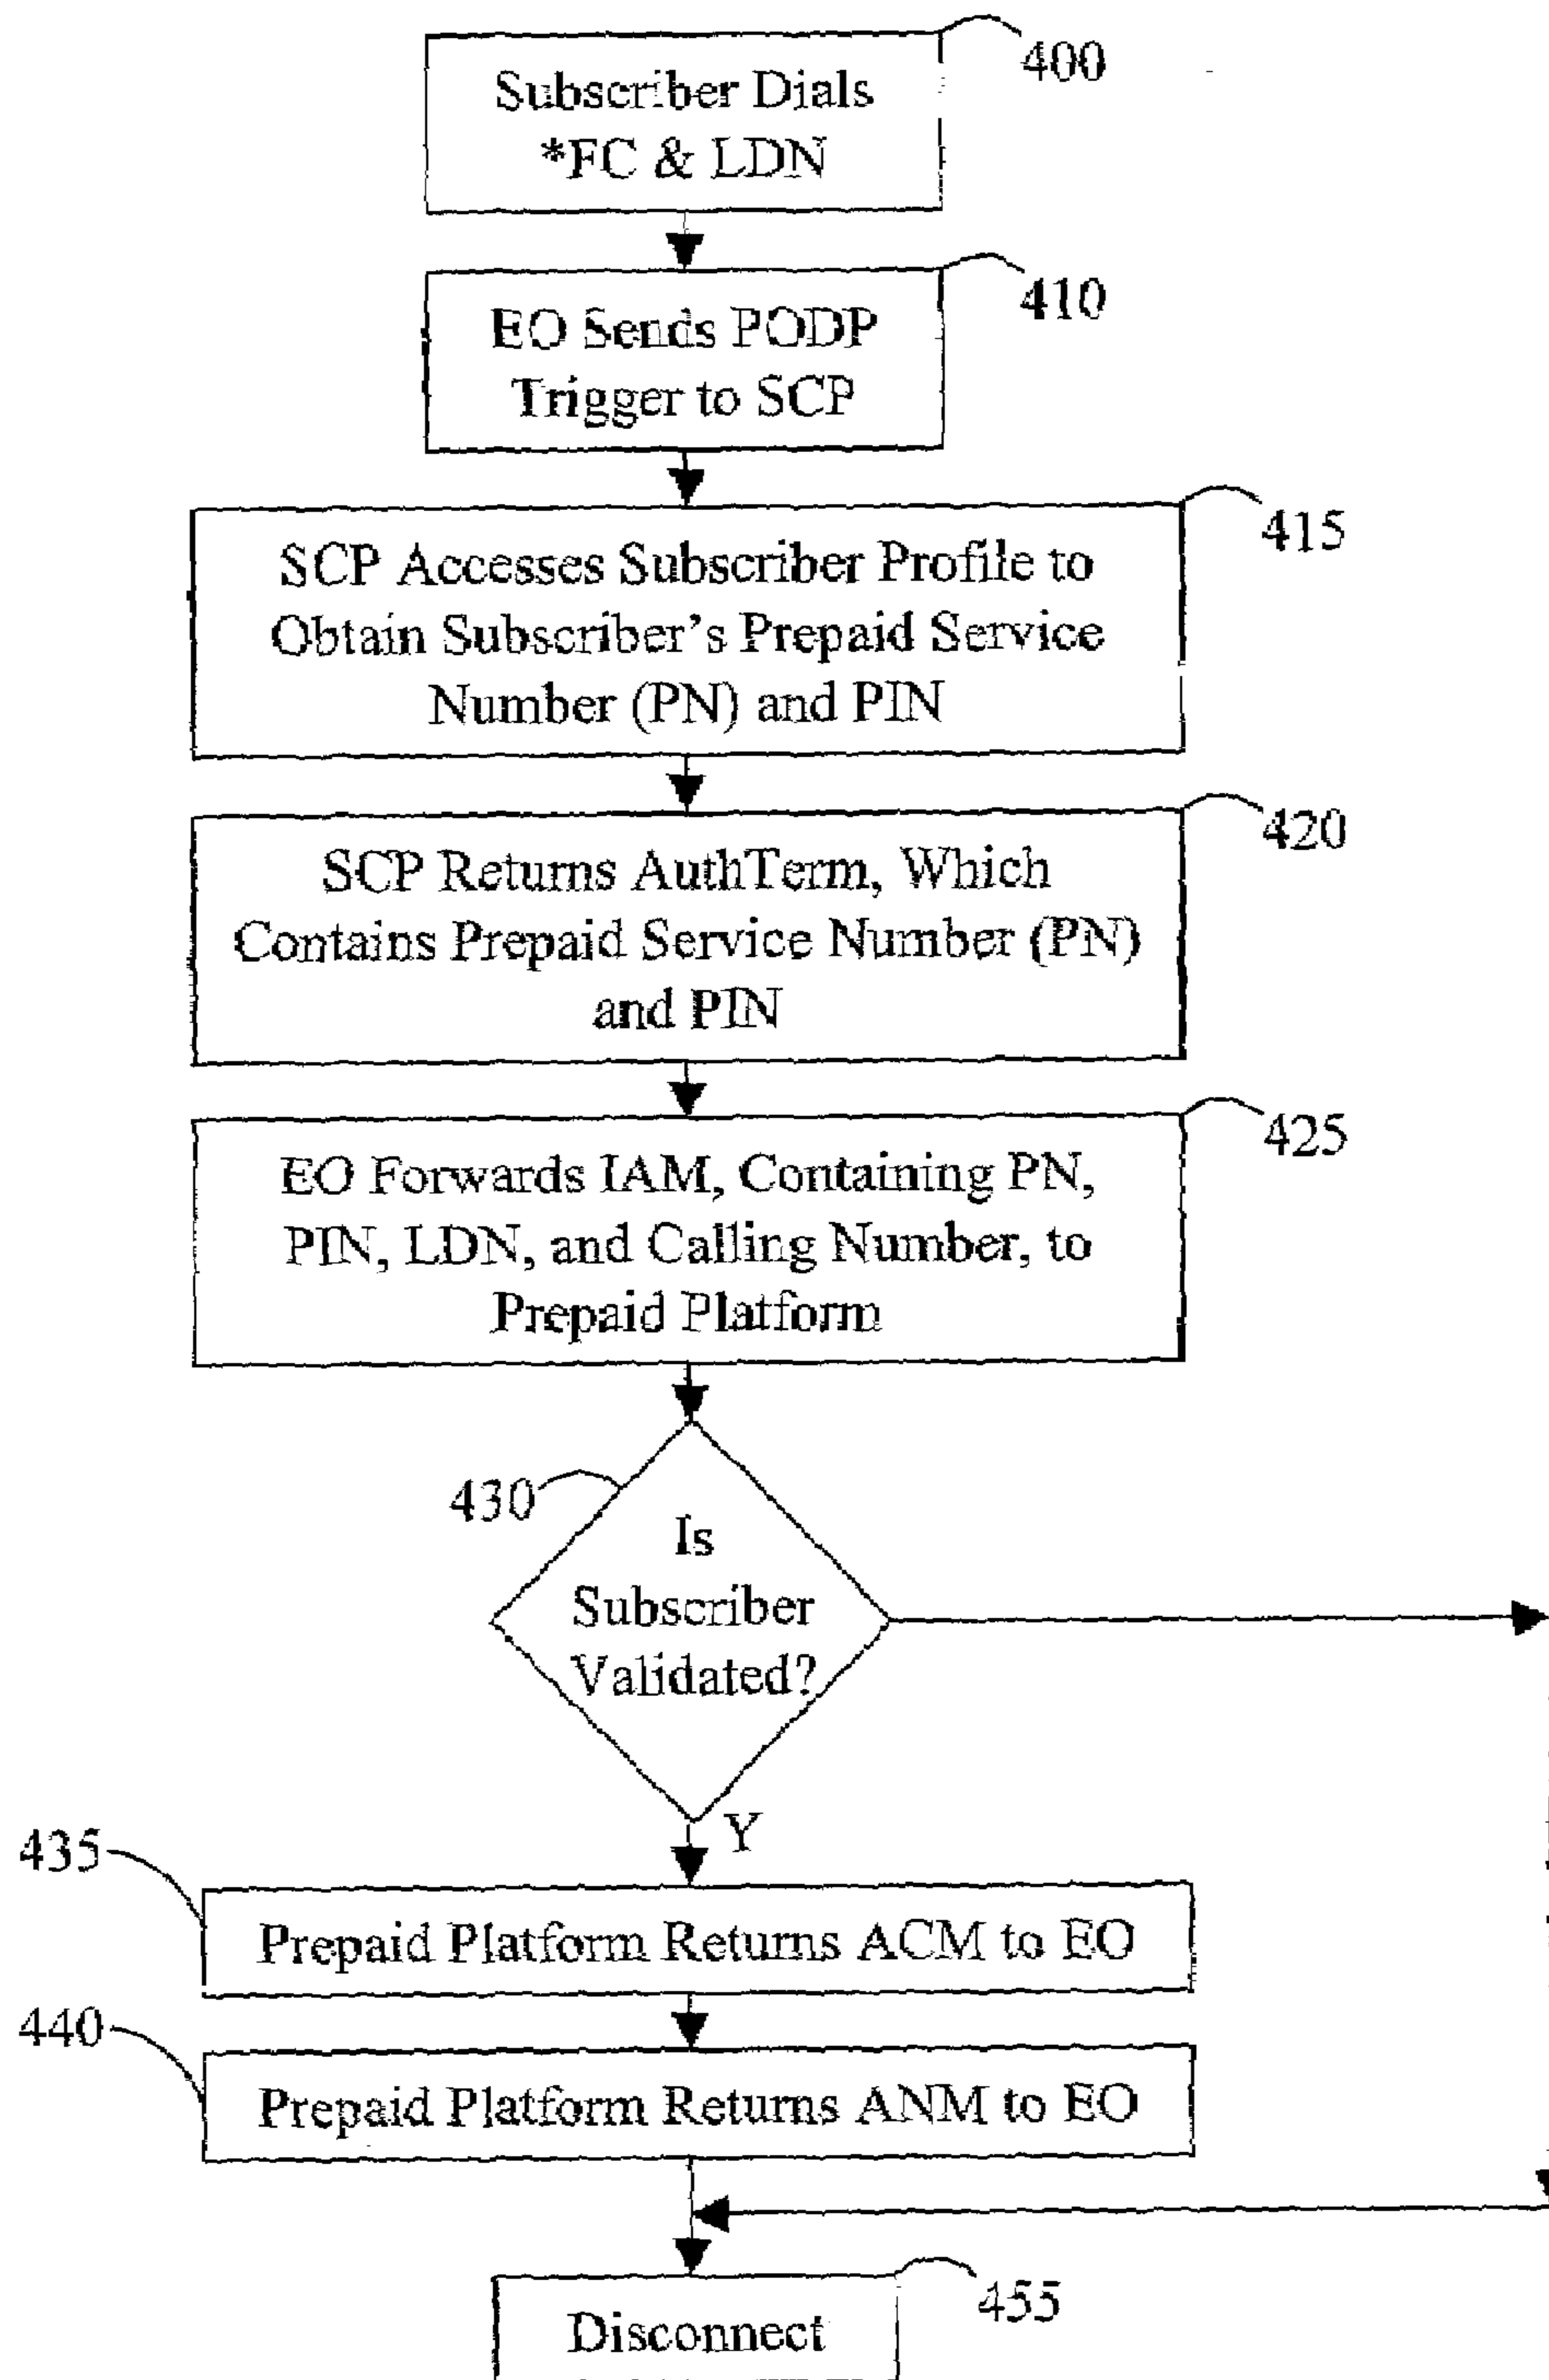 400
Subscriber Dials
*FC & LDN
410
EO Sends PODP
Trigger to SCP
415
SCP Accesses Subscriber Profile to
Obtain Subscriber's Prepaid Service
Number (PN) and PIN
420
SCP Returns AuthTerm, Which
Contains Prepaid Service Number (PN)
and PIN
425
EO Forwards IAM, Containing PN,
PIN, LDN, and Calling Number, to
Prepaid Platform
430
Is
Subscriber
Validated?
Y
435
Prepaid Platform Returns ACM to EO
440
Prepaid Platform Returns ANM to EO
455
Disconnect